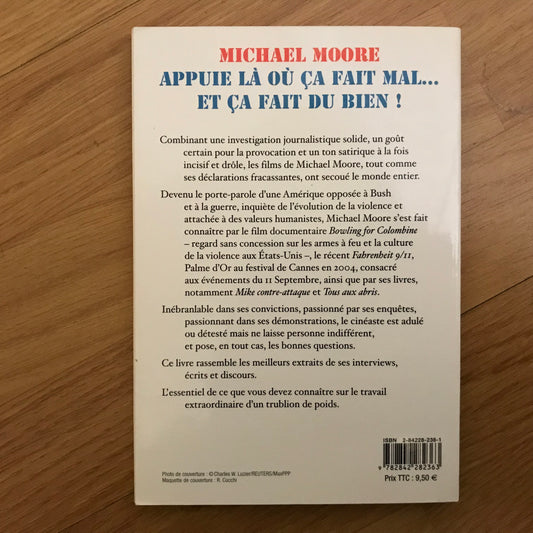 MICHAEL MOORE
APPUIE LÀ OÙ ÇA FAIT MAL...
ET ÇA FAIT DU BIEN !
Combinant une investigation journalistique solide, un goût
certain pour la provocation et un ton satirique à la fois
incisif et drôle, les films de Michael Moore, tout comme
ses déclarations fracassantes, ont secoué le monde entier.
Devenu le porte-parole d'une Amérique opposée à Bush
et à la guerre, inquiète de l'évolution de la violence et
attachée à des valeurs humanistes, Michael Moore s'est fait
connaître par le film documentaire Bowling for Colombine
– regard sans concession sur les armes à feu et la culture
de la violence aux États-Unis –, le récent Fahrenheit 9/11,
Palme d'Or au festival de Cannes en 2004, consacré
aux événements du 11 Septembre, ainsi que par ses livres,
notamment Mike contre-attaque et Tous aux abris.
Inébranlable dans ses convictions, passionné par ses enquêtes,
passionnant dans ses démonstrations, le cinéaste est adulé
ou détesté mais ne laisse personne indifférent,
et pose, en tout cas, les bonnes questions.
Ce livre rassemble les meilleurs extraits de ses interviews,
écrits et discours.
L'essentiel de ce que vous devez connaître sur le travail
extraordinaire d'un trublion de poids.
ISBN 2-84228-236-1
9 782842 282363
Prix TTC : 9,50 €
Photo de couverture : © Charles W. Luzier/REUTERS/MaxPPP
Maquette de couverture : R. Cocchi